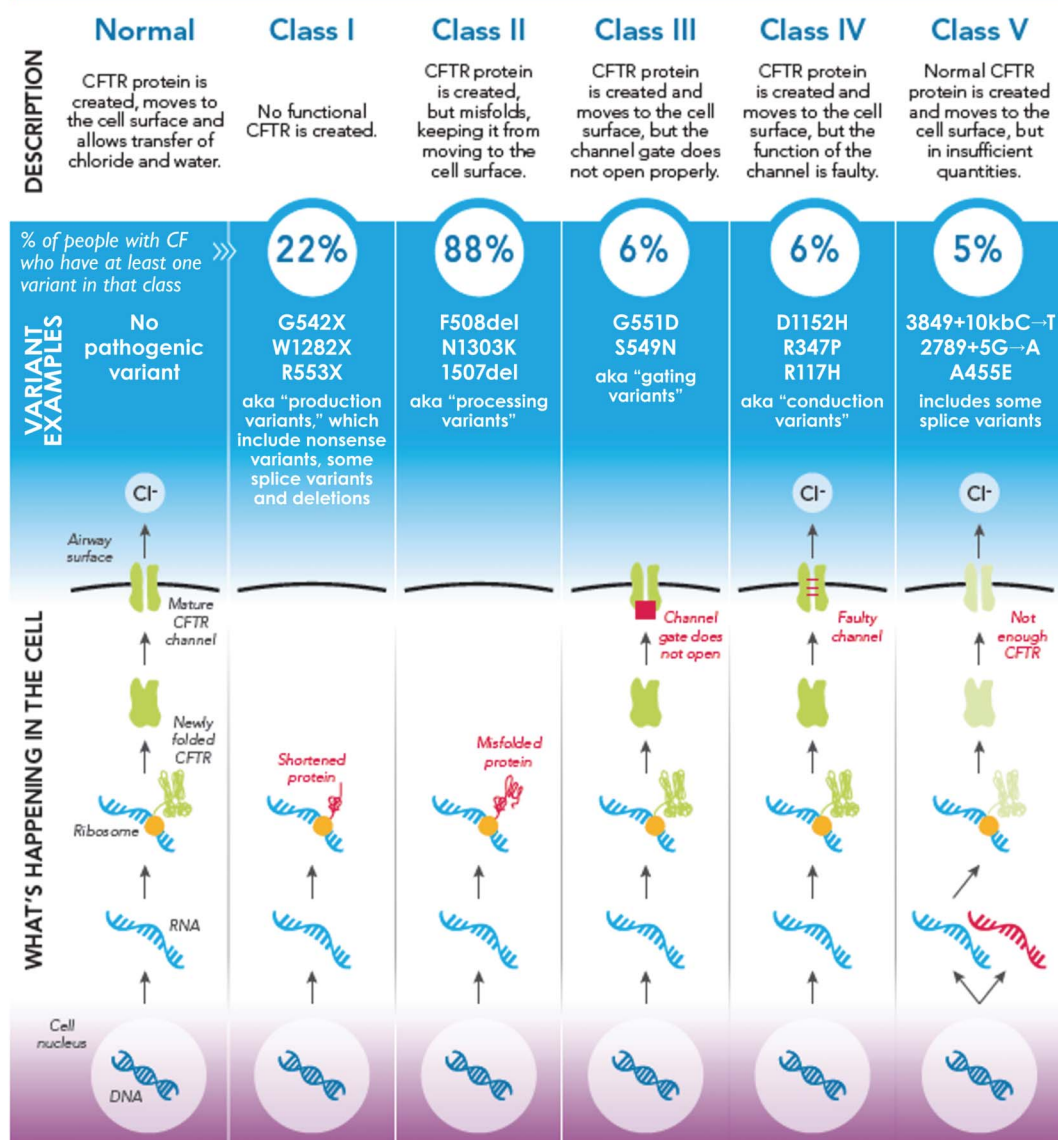 Normal
Class I
Class II
Class III
Class IV
Class V
DESCRIPTION
CFTR protein is
created, moves to
the cell surface and
allows transfer of
chloride and water.
No functional
CFTR is created.
CFTR protein
is created,
but misfolds,
keeping it from
moving to the
cell surface.
CFTR protein is
created and
moves to the cell
surface, but the
channel gate does
not open properly.
CFTR protein
is created and
moves to the cell
surface, but the
function of the
channel is faulty.
Normal CFTR
protein is created
and moves to the
cell surface, but
in insufficient
quantities.
% of people with CF
who have at least one
variant in that class
22%
88%
6%
6%
5%
VARIANT
EXAMPLES
No
pathogenic
variant
G542X
W1282X
R553X
aka “production
variants,” which
include nonsense
variants, some
splice variants
and deletions
F508del
N1303K
1507del
aka “processing
variants”
G551D
S549N
aka “gating
variants”
D1152H
R347P
R117H
aka “conduction
variants”
3849+10kbC→T
2789+5G→A
A455E
includes some
splice variants
WHAT’S HAPPENING IN THE CELL
Cl-
Cl-
Cl-
Airway
surface
Mature
CFTR
channel
Channel
gate does
not open
Faulty
channel
Not
enough
CFTR
Newly
folded
CFTR
Shortened
protein
Misfolded
protein
Ribosome
RNA
Cell
nucleus
DNA